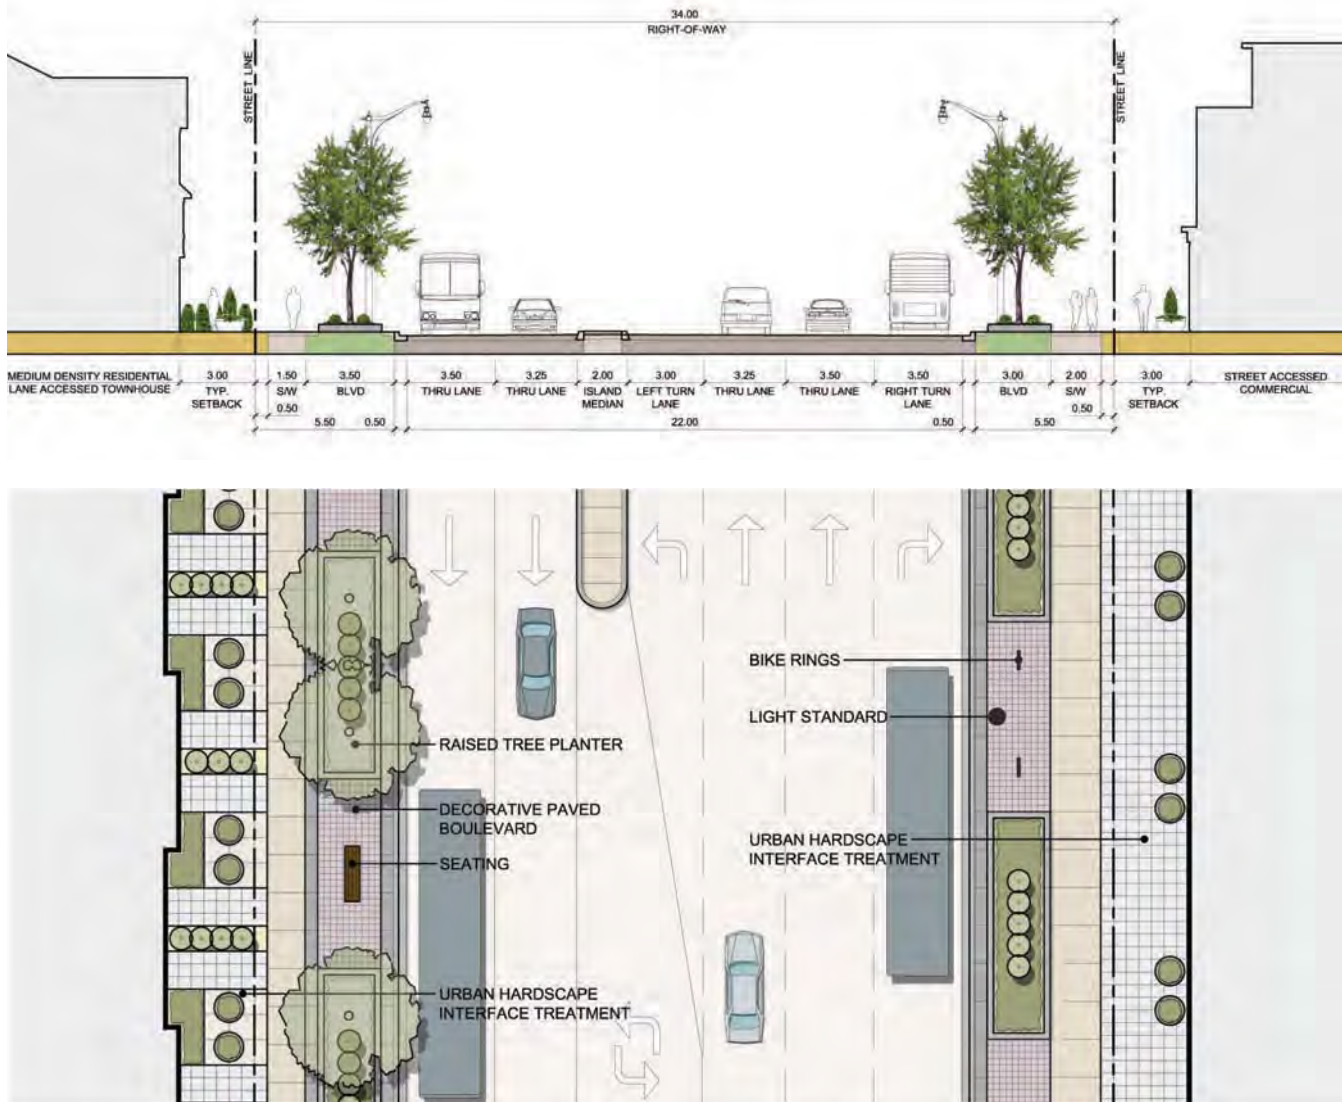 34.00
RIGHT-OF-WAY
STREET LINE
STREET LINE
MEDIUM DENSITY RESIDENTIAL
LANE ACCESSED TOWNHOUSE
3.00
TYP.
SETBACK
1.50
S/W
0.50
3.50
BLVD
5.50
0.50
3.50
THRU LANE
3.25
THRU LANE
2.00
ISLAND
MEDIAN
3.00
LEFT TURN
LANE
3.25
THRU LANE
3.50
THRU LANE
3.50
RIGHT TURN
LANE
22.00
0.50
3.00
BLVD
2.00
S/W
0.50
5.50
3.00
TYP.
SETBACK
STREET ACCESSED
COMMERCIAL
BIKE RINGS
LIGHT STANDARD
RAISED TREE PLANTER
DECORATIVE PAVED
BOULEVARD
SEATING
URBAN HARDSCAPE
INTERFACE TREATMENT
URBAN HARDSCAPE
INTERFACE TREATMENT